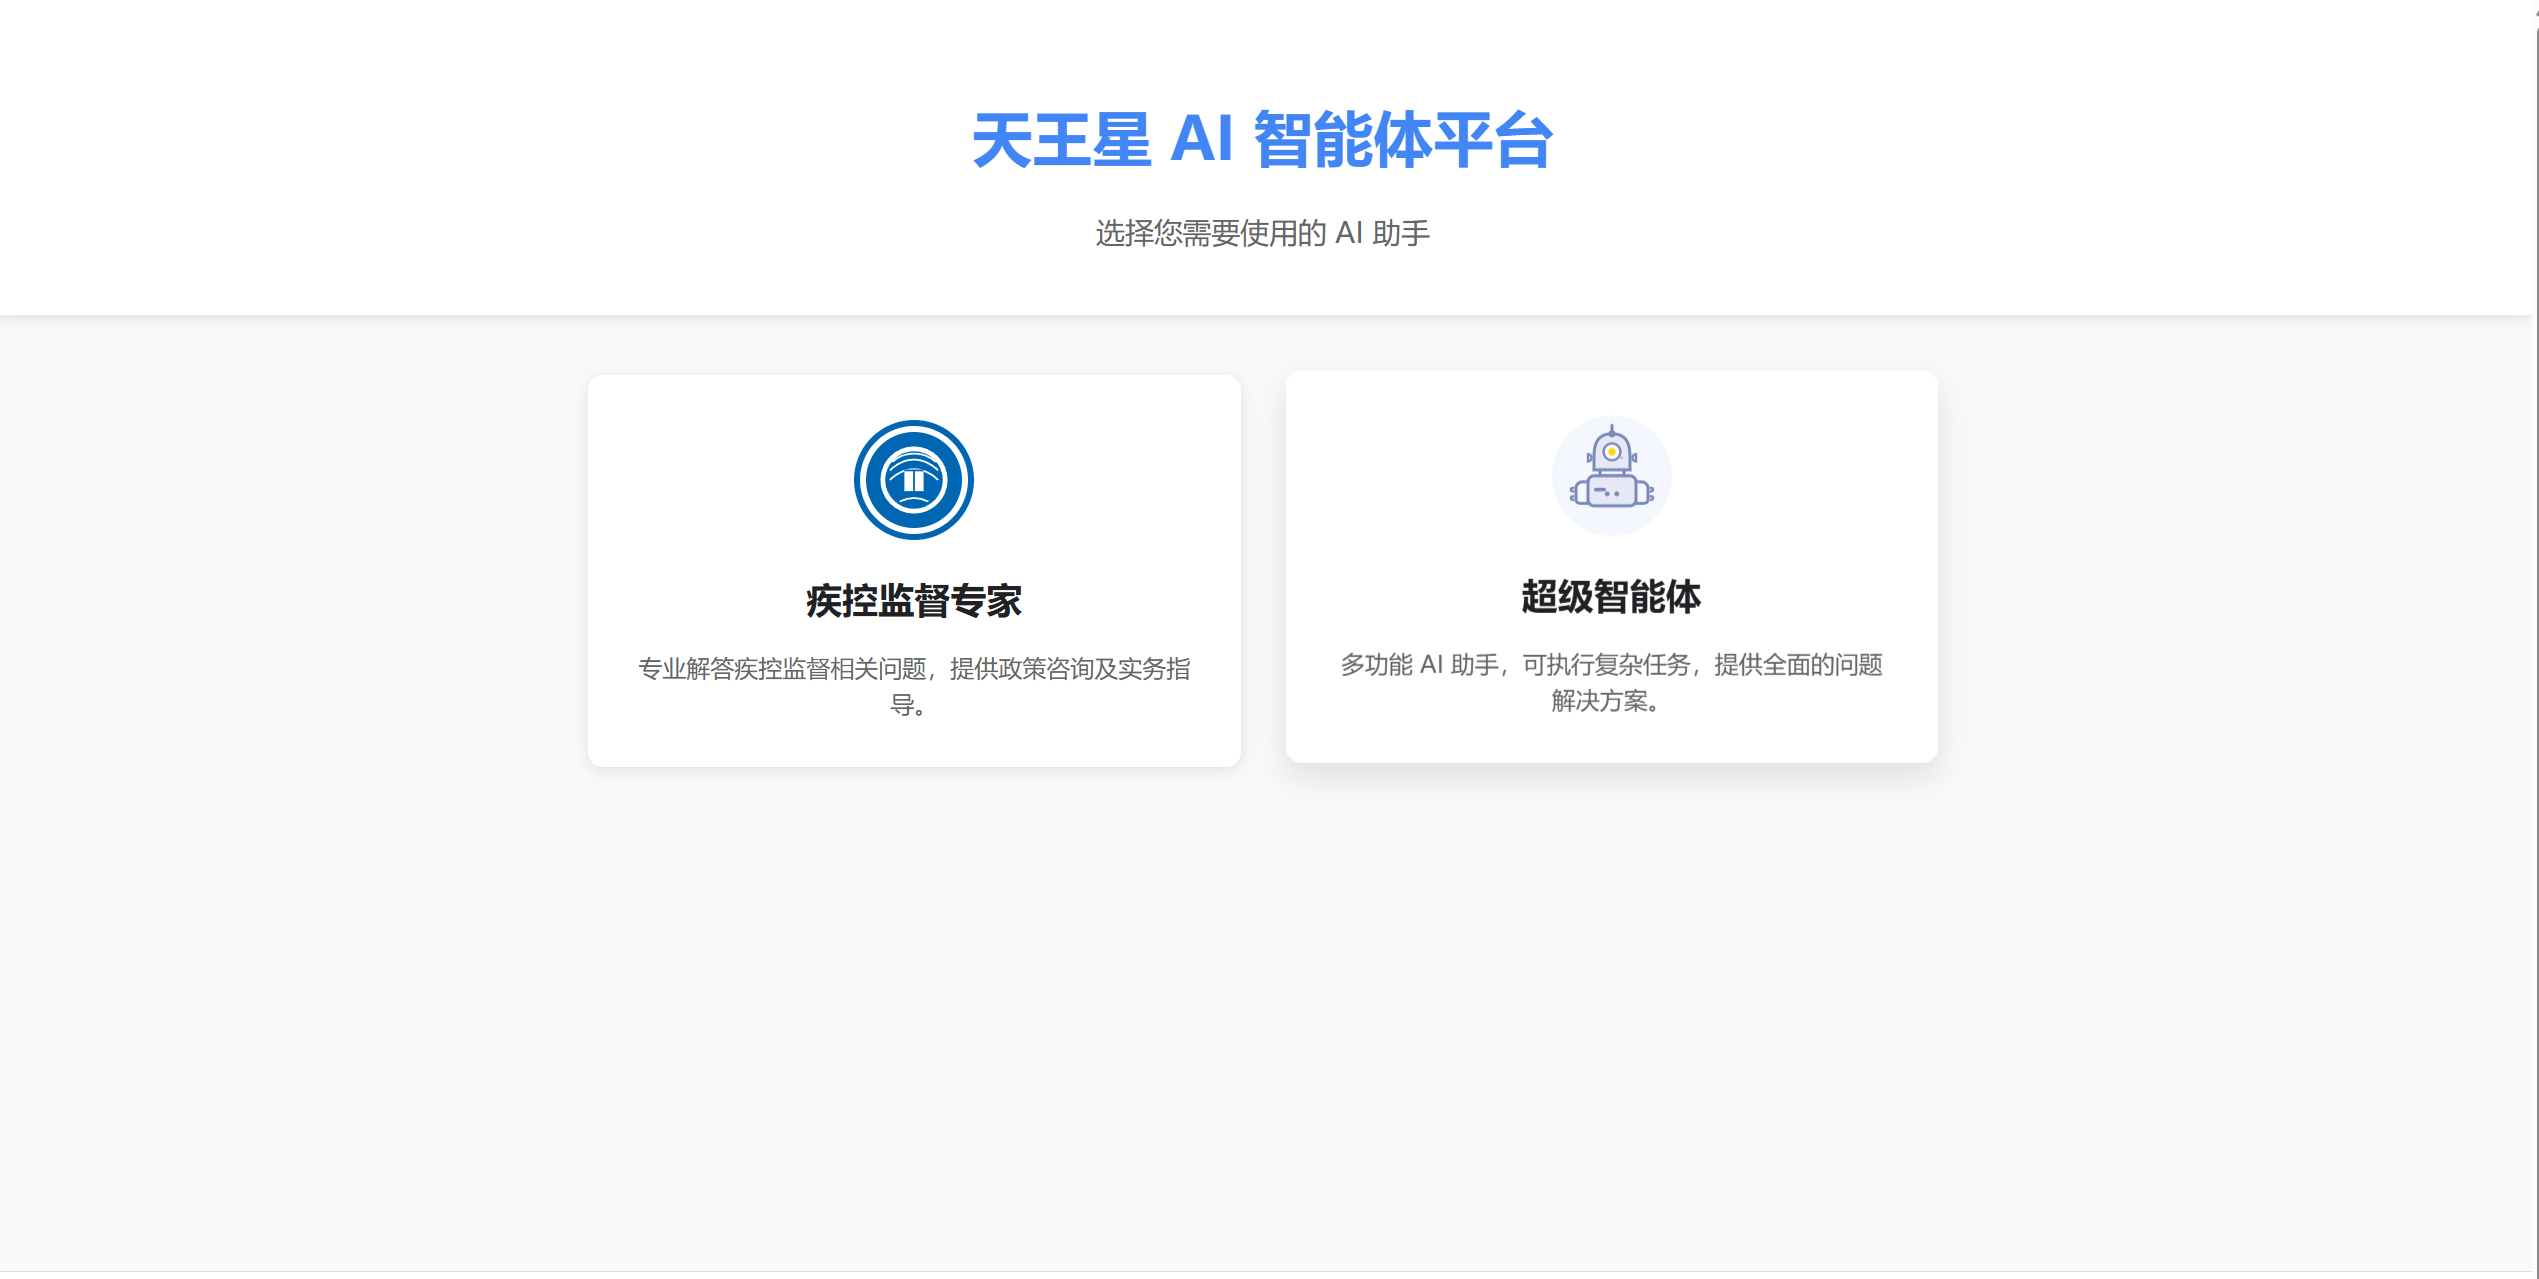 天王星 AI 智能体平台
选择您需要使用的 AI 助手
疾控监督专家
专业解答疾控监督相关问题，提供政策咨询及实务指
导。
超级智能体
多功能 AI 助手，可执行复杂任务，提供全面的问题
解决方案。